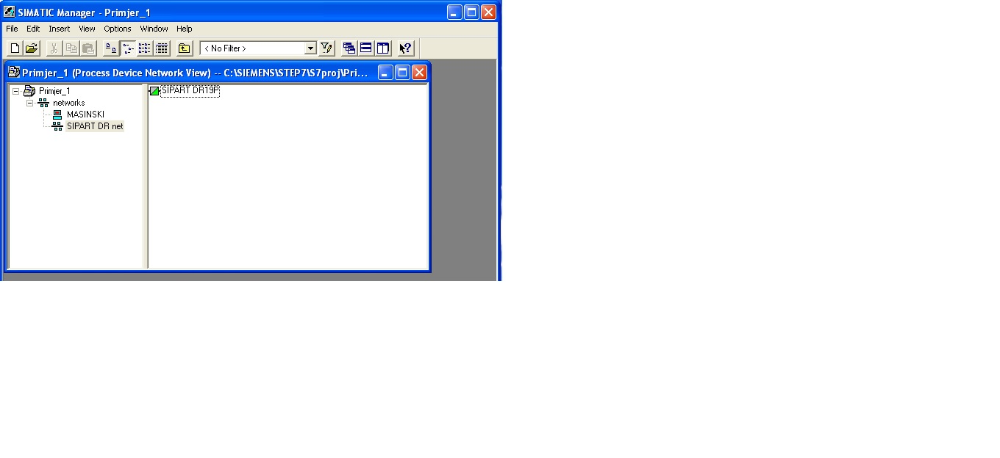 SIMATIC Manager - Primjer_1
File Edit Insert View Options Window Help
< No Filter >
Primjer_1 (Process Device Network View) -- C:\SIEMENS\STEP7\S7proj\Pri...
Primjer_1
networks
MASINSKI
SIPART DR net
SIPART DR19P